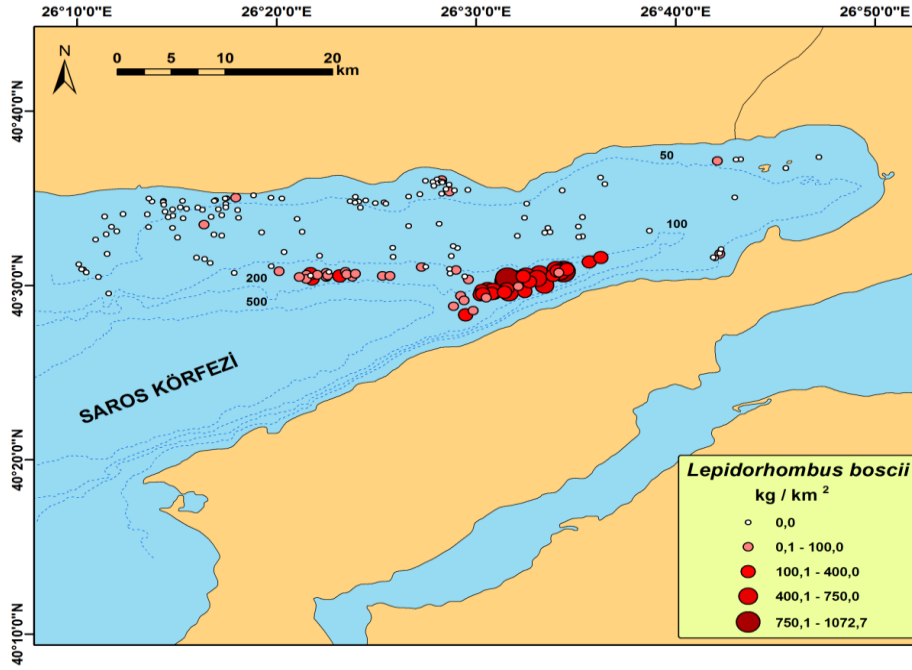 26°10'0"E 26°20'0"E 26°30'0"E 26°40'0"E 26°50'0"E
N
0 5 10 20
km
40°40'0"N
50
100
200
40°30'0"N
500
SAROS KÖRFEZİ
40°20'0"N
Lepidorhombus boscii
kg / km ²
0,0
0,1 - 100,0
100,1 - 400,0
400,1 - 750,0
750,1 - 1072,7
40°10'0"N